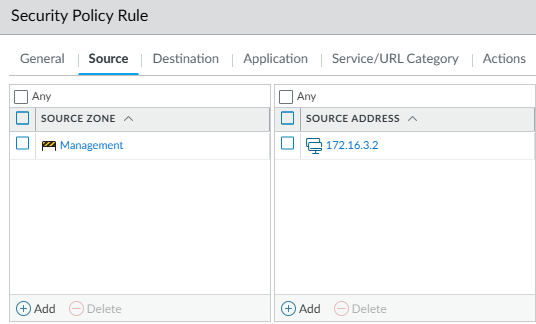 Security Policy Rule
General Source Destination Application Service/URL Category Actions
Any Any
SOURCE ZONE SOURCE ADDRESS
Management 172.16.3.2
Add Delete Add Delete